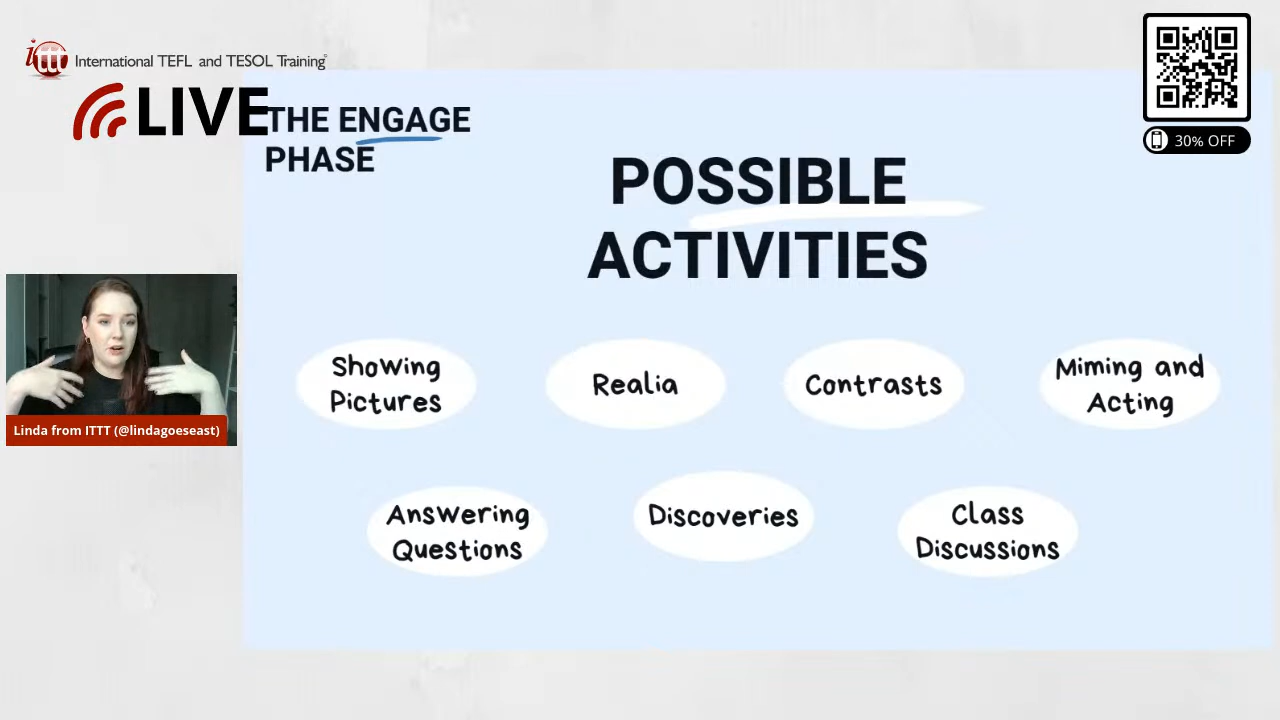 ittt International TEFL and TESOL Training
LIVE
30% OFF
THE ENGAGE
PHASE
POSSIBLE
ACTIVITIES
Showing
Pictures
Realia
Contrasts
Miming and
Acting
Answering
Questions
Discoveries
Class
Discussions
Linda from ITTT (@lindagoeseast)